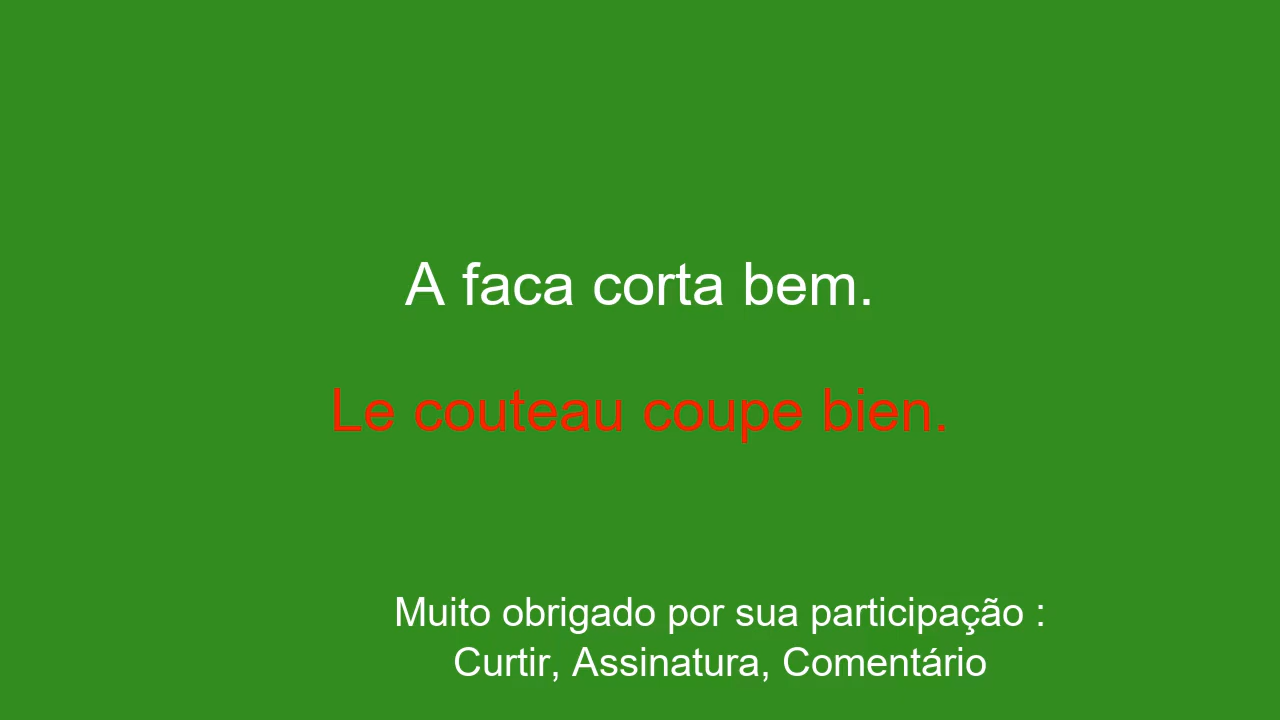 A faca corta bem.
Le couteau coupe bien.
Muito obrigado por sua participação :
Curtir, Assinatura, Comentário